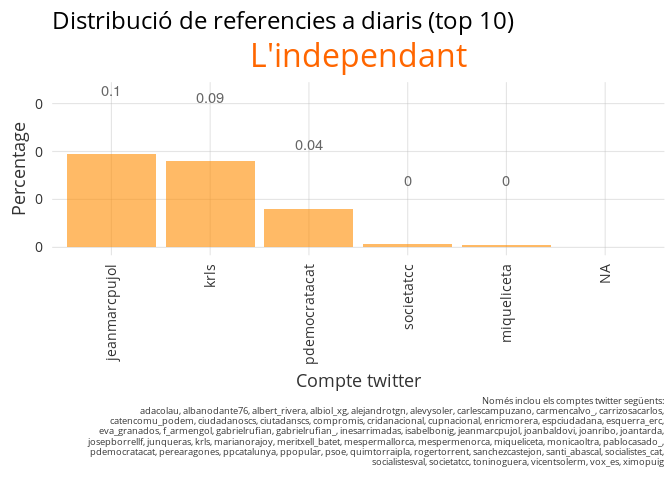 Distribució de referencies a diaris (top 10)
L'independant
0.1
0.09
0.04
0
0
Percentage
0
0
0
0
jeanmarcpujol
krls
pdemocratacat
societatcc
miqueliceta
NA
Compte twitter
Només inclou els comptes twitter següents:
adacolau, albanodante76, albert_rivera, albiol_xg, alejandrotgn, alevysoler, carlescampuzano, carmencalvo_, carrizosacarlos,
catencomu_podem, ciudadanoscs, ciutadanscs, compromis, cridanacional, cupnacional, enricmorera, espciudadana, esquerra_erc,
eva_granados, f_armengol, gabrielrufian, gabrielrufian_, inesarrimadas, isabelbonig, jeanmarcpujol, joanbaldovi, joanribo, joantarda,
josepborrellf, junqueras, krls, marianorajoy, meritxell_batet, mespermallorca, mespermenorca, miqueliceta, monicaoltra, pablocasado_,
pdemocratacat, perearagones, ppcatalunya, ppopular, psoe, quimtorraipla, rogertorrent, sanchezcastejon, santi_abascal, socialistes_cat,
socialistesval, societatcc, toninoguera, vicentsolerm, vox_es, ximopuig